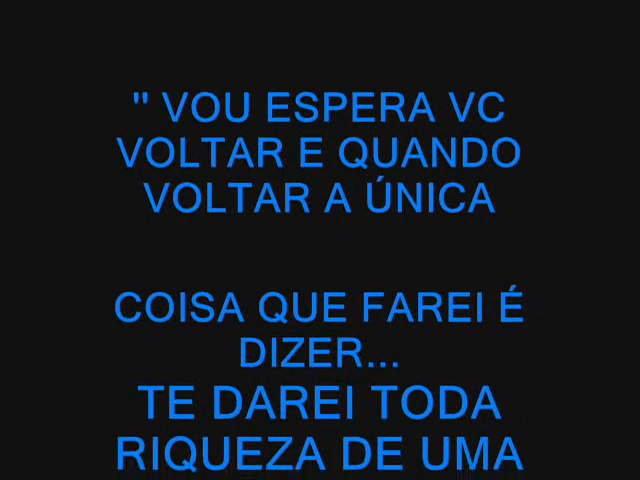 " VOU ESPERA VC
VOLTAR E QUANDO
VOLTAR A ÚNICA
COISA QUE FAREI É
DIZER...
TE DAREI TODA
RIQUEZA DE UMA